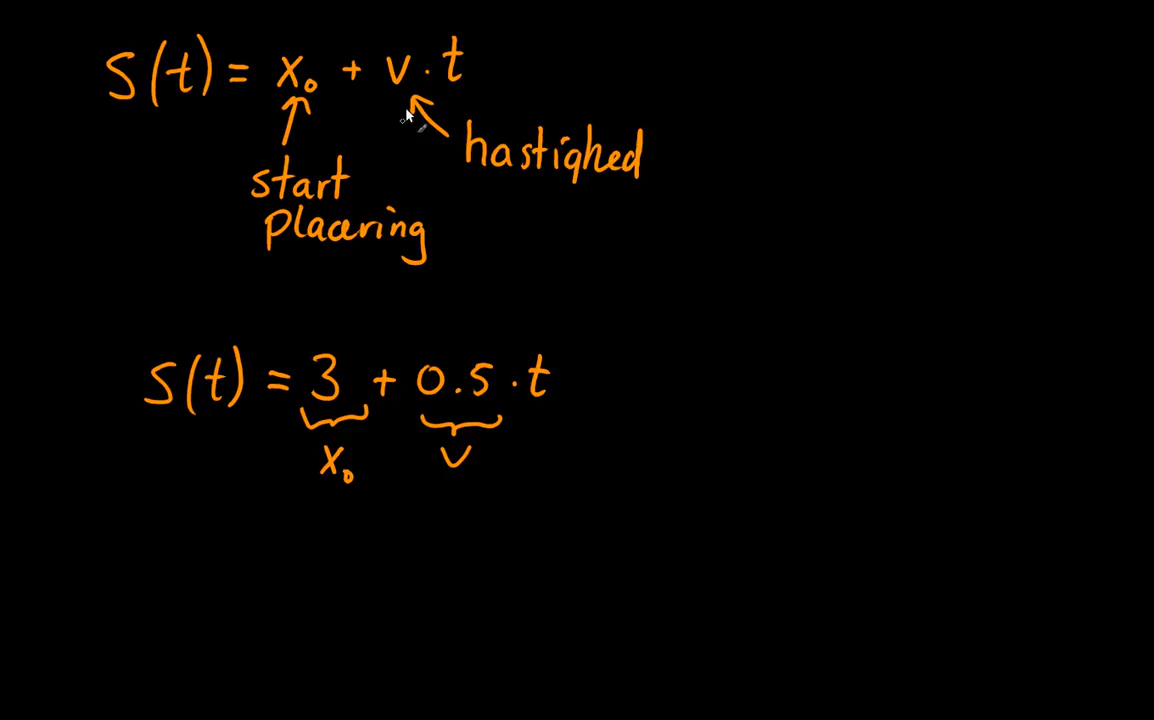 S(t) = x₀ + v · t
hastighed
start
placering
S(t) = 3 + 0.5 · t
x₀ v